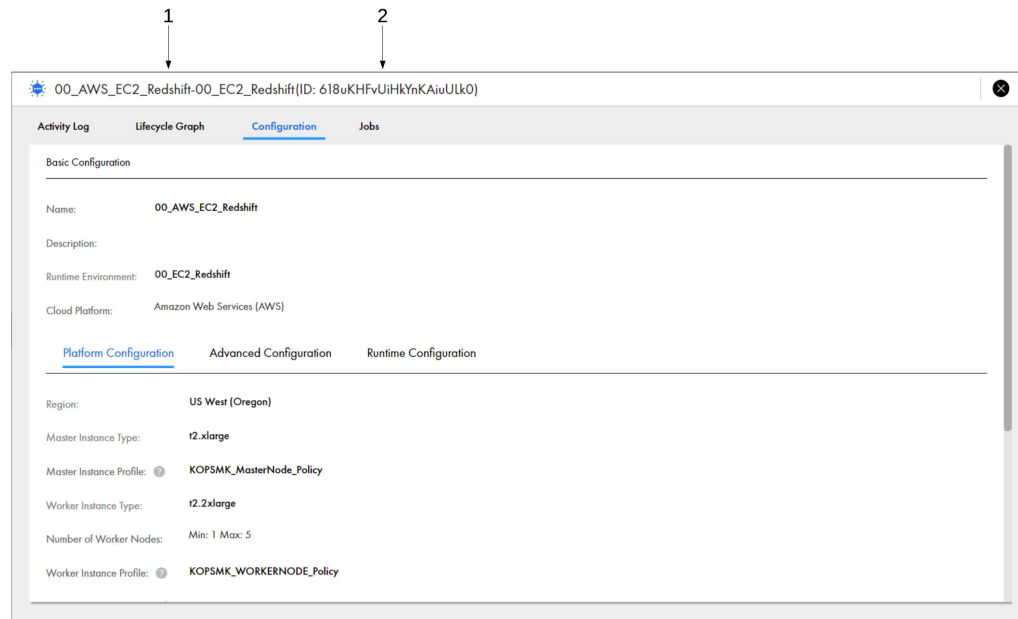 1 2
00_AWS_EC2_Redshift-00_EC2_Redshift(ID: 618uKHFvUiHkYnKAiuULk0)
Activity Log Lifecycle Graph Configuration Jobs
Basic Configuration
Name: 00_AWS_EC2_Redshift
Description:
Runtime Environment: 00_EC2_Redshift
Cloud Platform: Amazon Web Services (AWS)
Platform Configuration Advanced Configuration Runtime Configuration
Region: US West (Oregon)
Master Instance Type: t2.xlarge
Master Instance Profile: ? KOPSMK_MasterNode_Policy
Worker Instance Type: t2.2xlarge
Number of Worker Nodes: Min: 1 Max: 5
Worker Instance Profile: ? KOPSMK_WORKERNODE_Policy